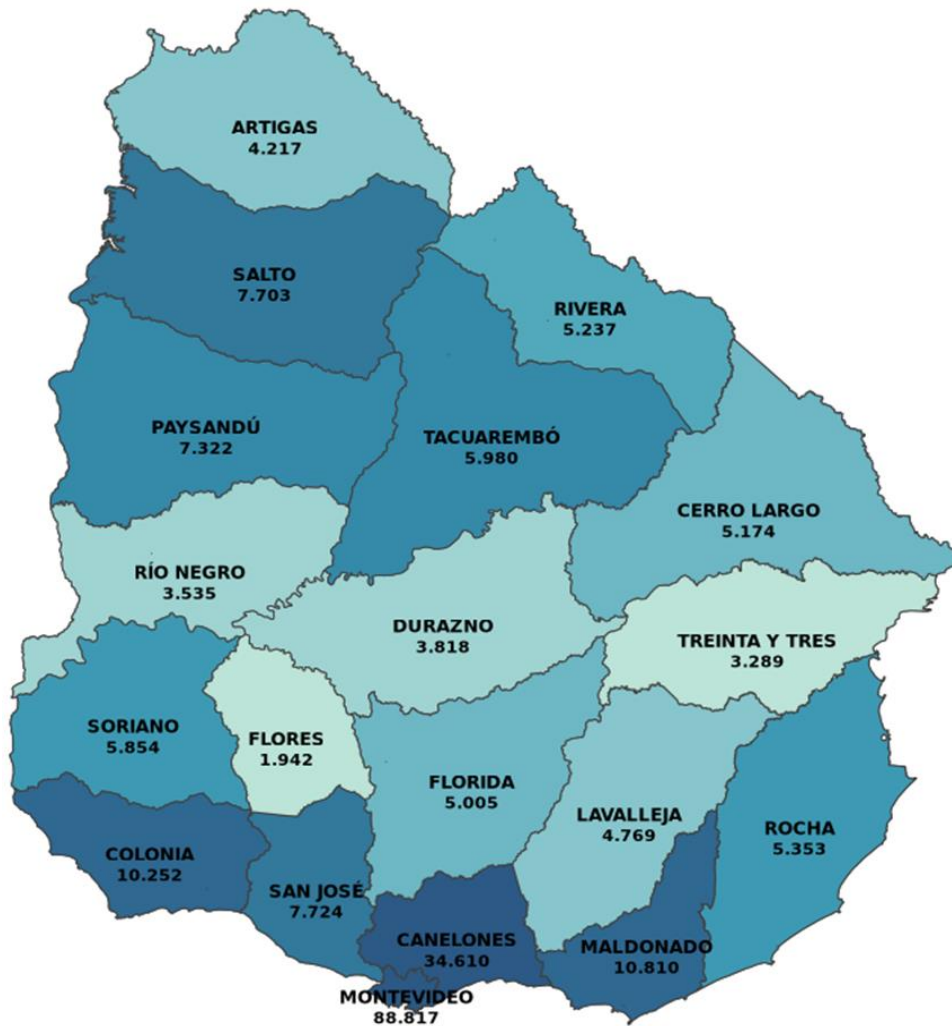 ARTIGAS
4.217
SALTO
7.703
RIVERA
5.237
PAYSANDÚ
7.322
TACUAREMBÓ
5.980
CERRO LARGO
5.174
RÍO NEGRO
3.535
DURAZNO
3.818
TREINTA Y TRES
3.289
SORIANO
5.854
FLORES
1.942
FLORIDA
5.005
LAVALLEJA
4.769
ROCHA
5.353
COLONIA
10.252
SAN JOSÉ
7.724
CANELONES
34.610
MALDONADO
10.810
MONTEVIDEO
88.817